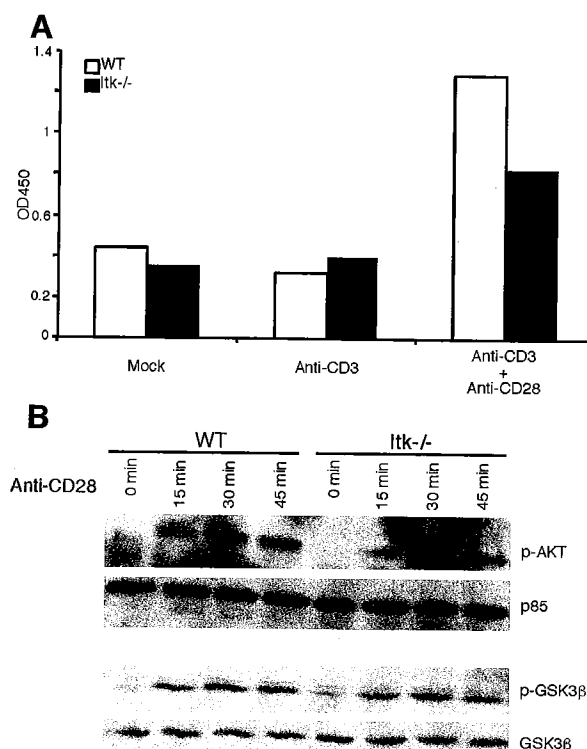 A
1.4
WT
Itk-/-
1
OD450
0.6
0.2
0
Mock
Anti-CD3
Anti-CD3
+
Anti-CD28
B
WT
Itk-/-
Anti-CD28
0 min
15 min
30 min
45 min
0 min
15 min
30 min
45 min
p-AKT
p85
p-GSK3β
GSK3β